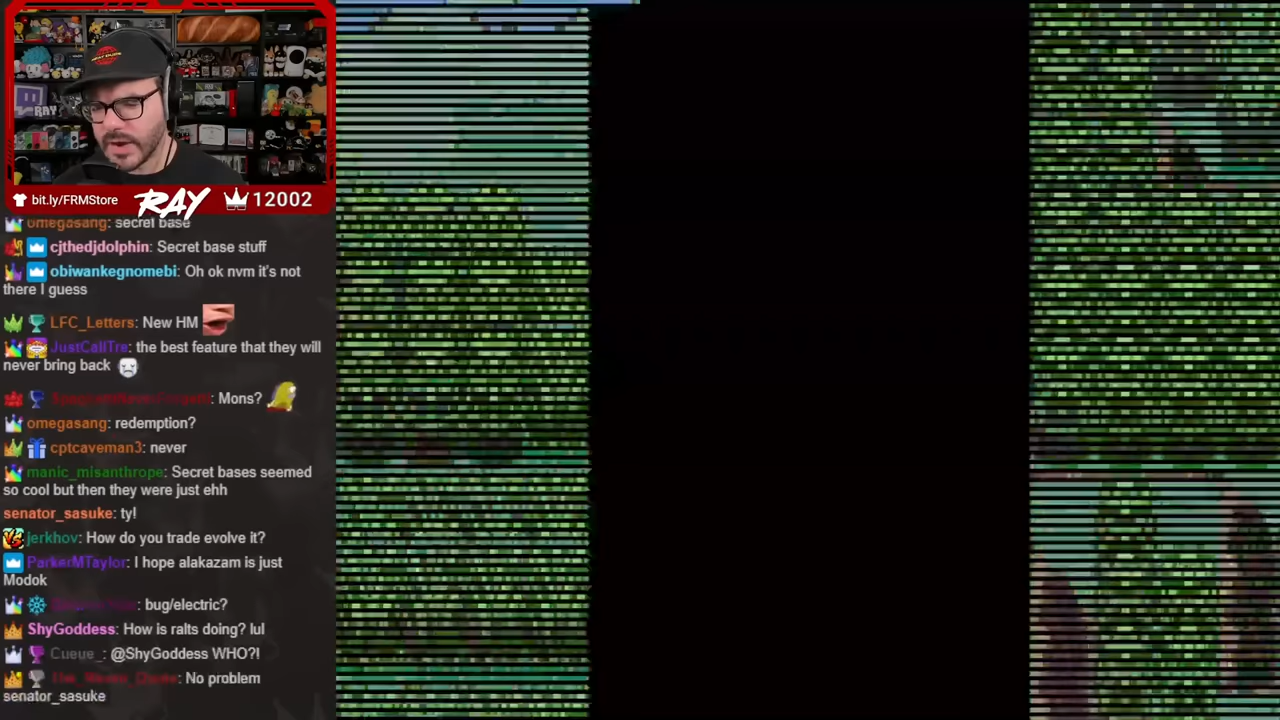 bit.ly/FRMStore
RAY
12002
RAY
omegasang: secret base
cjthedjdolphin: Secret base stuff
obiwankegnomebi: Oh ok nvm it's not
there I guess
LFC_Letters: New HM
JustCallTre: the best feature that they will
never bring back
Mons?
omegasang: redemption?
cptcaveman3: never
manic_misanthrope: Secret bases seemed
so cool but then they were just ehh
senator_sasuke: ty!
jerkhov: How do you trade evolve it?
ParkerMTaylor: I hope alakazam is just
Modok
: bug/electric?
ShyGoddess: How is ralts doing? lul
Cueue_: @ShyGoddess WHO?!
: No problem
senator_sasuke